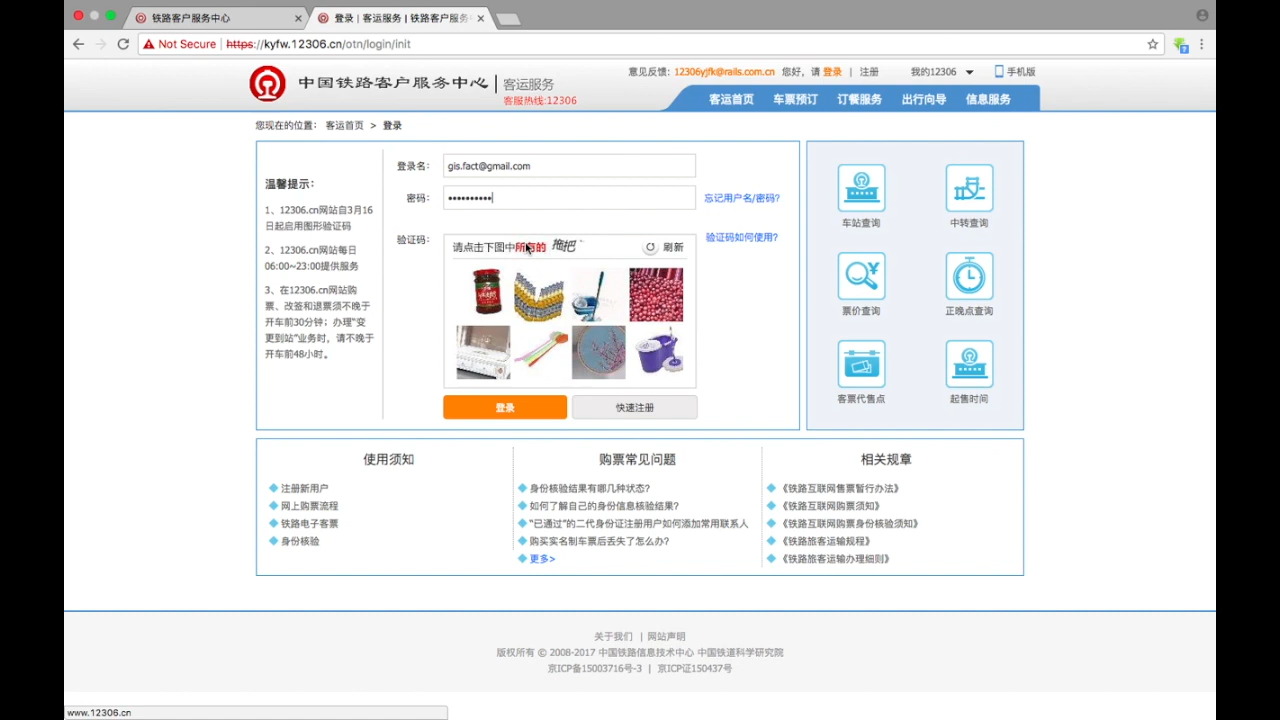 铁路客户服务中心
登录 | 客运服务 | 铁路客户服务
Not Secure | https://kyfw.12306.cn/otn/login/init
中国铁路客户服务中心 | 客运服务
客服热线:12306
意见反馈: 12306yjfk@rails.com.cn 您好，请 登录 | 注册 我的12306 手机版
客运首页 车票预订 订餐服务 出行向导 信息服务
您现在的位置： 客运首页 > 登录
温馨提示：
1、12306.cn网站自3月16
日起启用图形验证码
2、12306.cn网站每日
06:00~23:00提供服务
3、在12306.cn网站购
票、改签和退票须不晚于
开车前30分钟；办理“变
更到站”业务时，请不晚于
开车前48小时。
登录名： gis.fact@gmail.com
密码： ••••••••••
忘记用户名/密码?
验证码：
请点击下图中所有的 拖把 刷新
验证码如何使用?
登录 快速注册
车站查询 中转查询
票价查询 正晚点查询
客票代售点 起售时间
使用须知
注册新用户
网上购票流程
铁路电子客票
身份核验
购票常见问题
身份核验结果有哪几种状态?
如何了解自己的身份信息核验结果?
“已通过”的二代身份证注册用户如何添加常用联系人
购买实名制车票后丢失了怎么办?
更多>
相关规章
《铁路互联网售票暂行办法》
《铁路互联网购票须知》
《铁路互联网购票身份核验须知》
《铁路旅客运输规程》
《铁路旅客运输办理细则》
关于我们 | 网站声明
版权所有 © 2008-2017 中国铁路信息技术中心 中国铁道科学研究院
京ICP备15003716号-3 | 京ICP证150437号
www.12306.cn